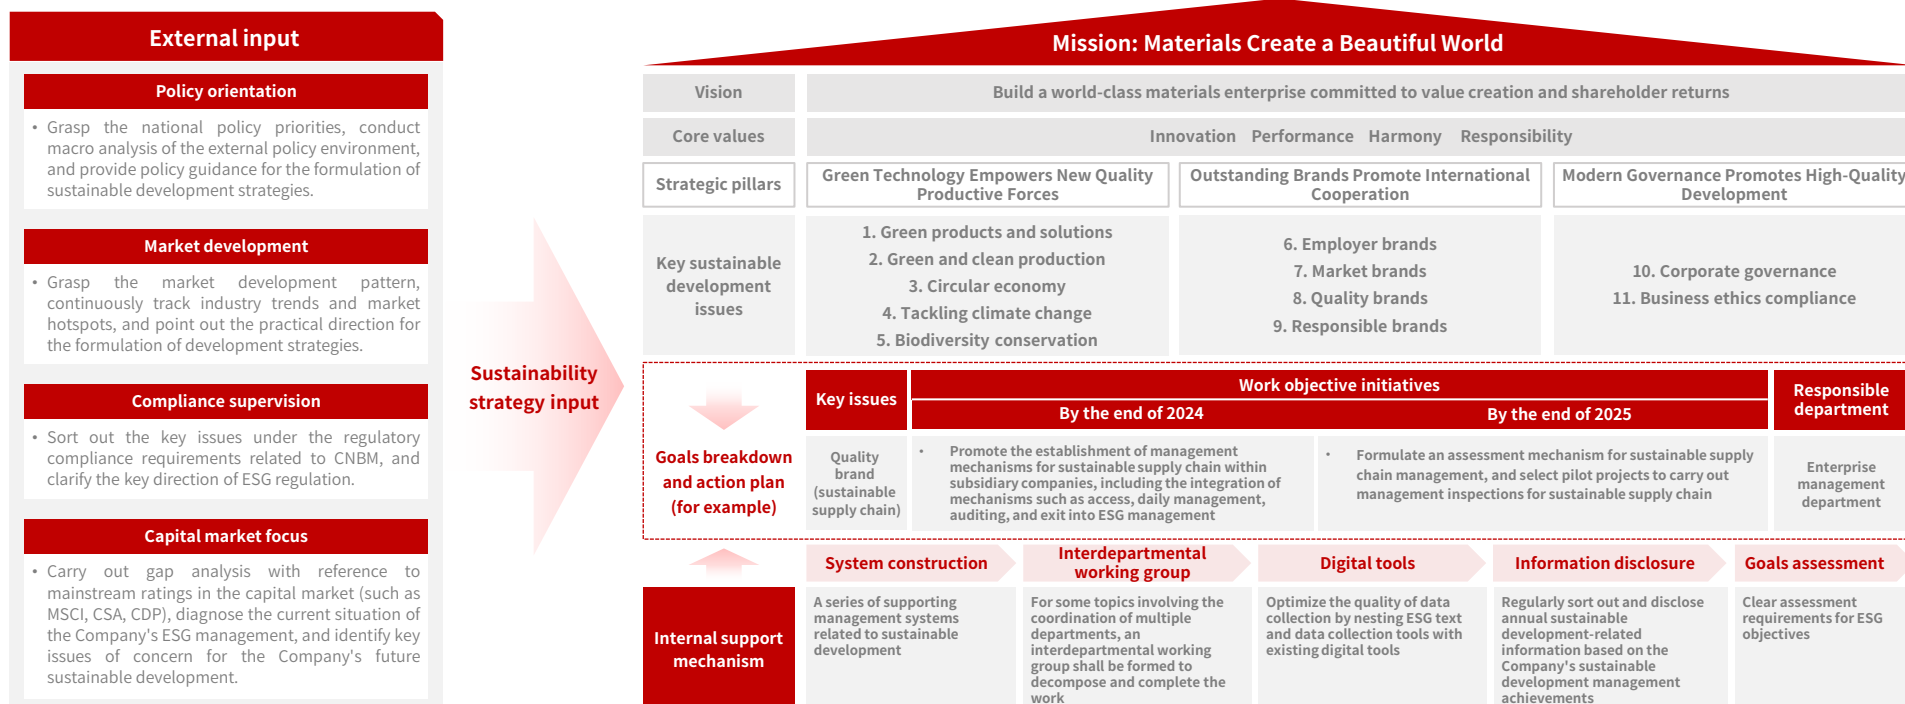 External input
Policy orientation
• Grasp the national policy priorities, conduct
macro analysis of the external policy environment,
and provide policy guidance for the formulation of
sustainable development strategies.
Market development
• Grasp the market development pattern,
continuously track industry trends and market
hotspots, and point out the practical direction for
the formulation of development strategies.
Compliance supervision
• Sort out the key issues under the regulatory
compliance requirements related to CNBM, and
clarify the key direction of ESG regulation.
Capital market focus
• Carry out gap analysis with reference to
mainstream ratings in the capital market (such as
MSCI, CSA, CDP), diagnose the current situation of
the Company's ESG management, and identify key
issues of concern for the Company's future
sustainable development.
Sustainability
strategy input
Mission: Materials Create a Beautiful World
Vision
Build a world-class materials enterprise committed to value creation and shareholder returns
Core values
Innovation Performance Harmony Responsibility
Strategic pillars
Green Technology Empowers New Quality
Productive Forces
Outstanding Brands Promote International
Cooperation
Modern Governance Promotes High-Quality
Development
Key sustainable
development
issues
1. Green products and solutions
2. Green and clean production
3. Circular economy
4. Tackling climate change
5. Biodiversity conservation
6. Employer brands
7. Market brands
8. Quality brands
9. Responsible brands
10. Corporate governance
11. Business ethics compliance
Goals breakdown
and action plan
(for example)
Key issues
Work objective initiatives
By the end of 2024
By the end of 2025
Responsible
department
Quality
brand
(sustainable
supply chain)
• Promote the establishment of management
mechanisms for sustainable supply chain within
subsidiary companies, including the integration of
mechanisms such as access, daily management,
auditing, and exit into ESG management
• Formulate an assessment mechanism for sustainable supply
chain management, and select pilot projects to carry out
management inspections for sustainable supply chain
Enterprise
management
department
Internal support
mechanism
System construction
A series of supporting
management systems
related to sustainable
development
Interdepartmental
working group
For some topics involving the
coordination of multiple
departments, an
interdepartmental working
group shall be formed to
decompose and complete the
work
Digital tools
Optimize the quality of data
collection by nesting ESG text
and data collection tools with
existing digital tools
Information disclosure
Regularly sort out and disclose
annual sustainable
development-related
information based on the
Company's sustainable
development management
achievements
Goals assessment
Clear assessment
requirements for ESG
objectives